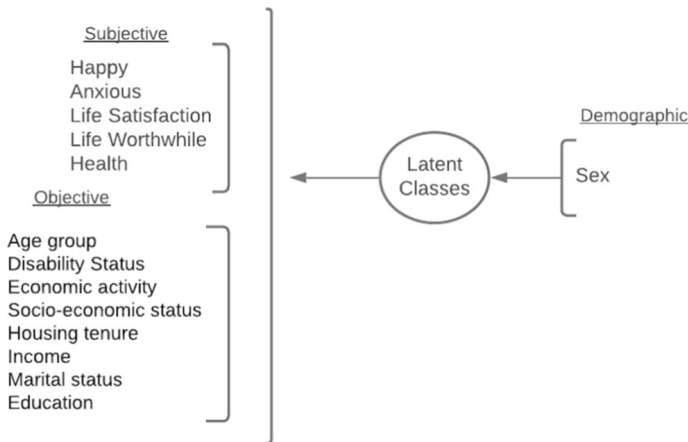 Subjective
Happy
Anxious
Life Satisfaction
Life Worthwhile
Health
Objective
Age group
Disability Status
Economic activity
Socio-economic status
Housing tenure
Income
Marital status
Education
Latent
Classes
Demographic
Sex